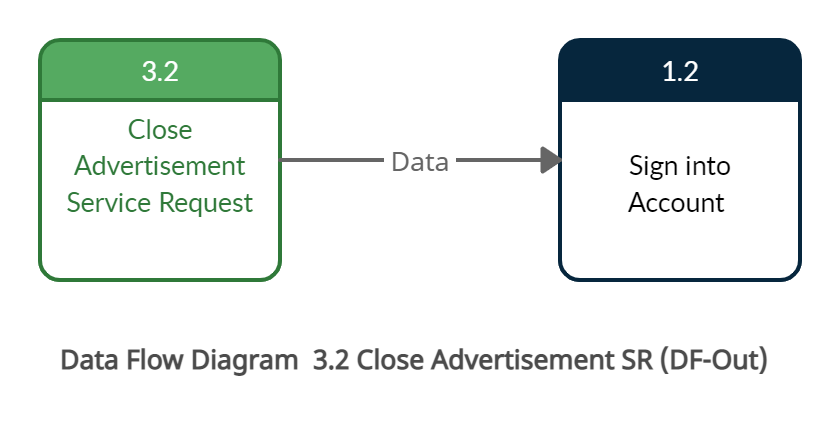 3.2
Close
Advertisement
Service Request
Data
1.2
Sign into
Account
Data Flow Diagram  3.2 Close Advertisement SR (DF-Out)